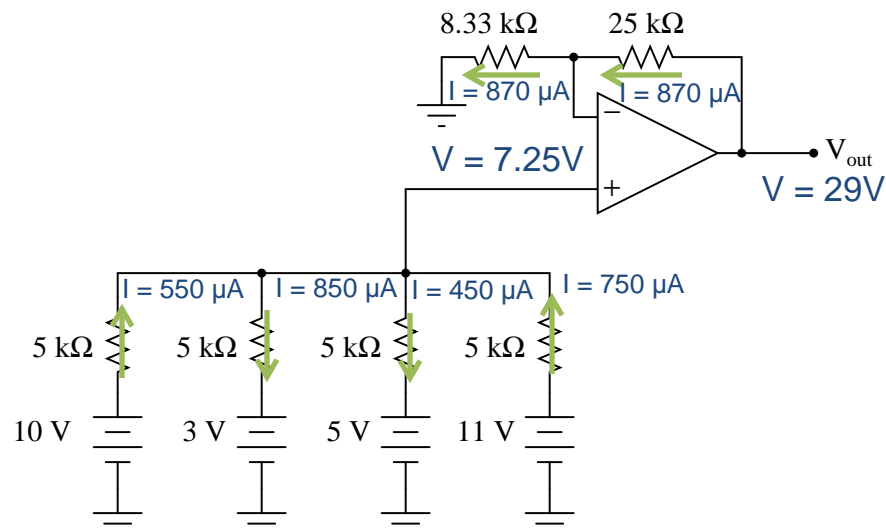 8.33 kΩ 25 kΩ
I = 870 µA I = 870 µA
−
V = 7.25V
+
V_out
V = 29V
I = 550 µA I = 850 µA I = 450 µA I = 750 µA
5 kΩ 5 kΩ 5 kΩ 5 kΩ
10 V 3 V 5 V 11 V